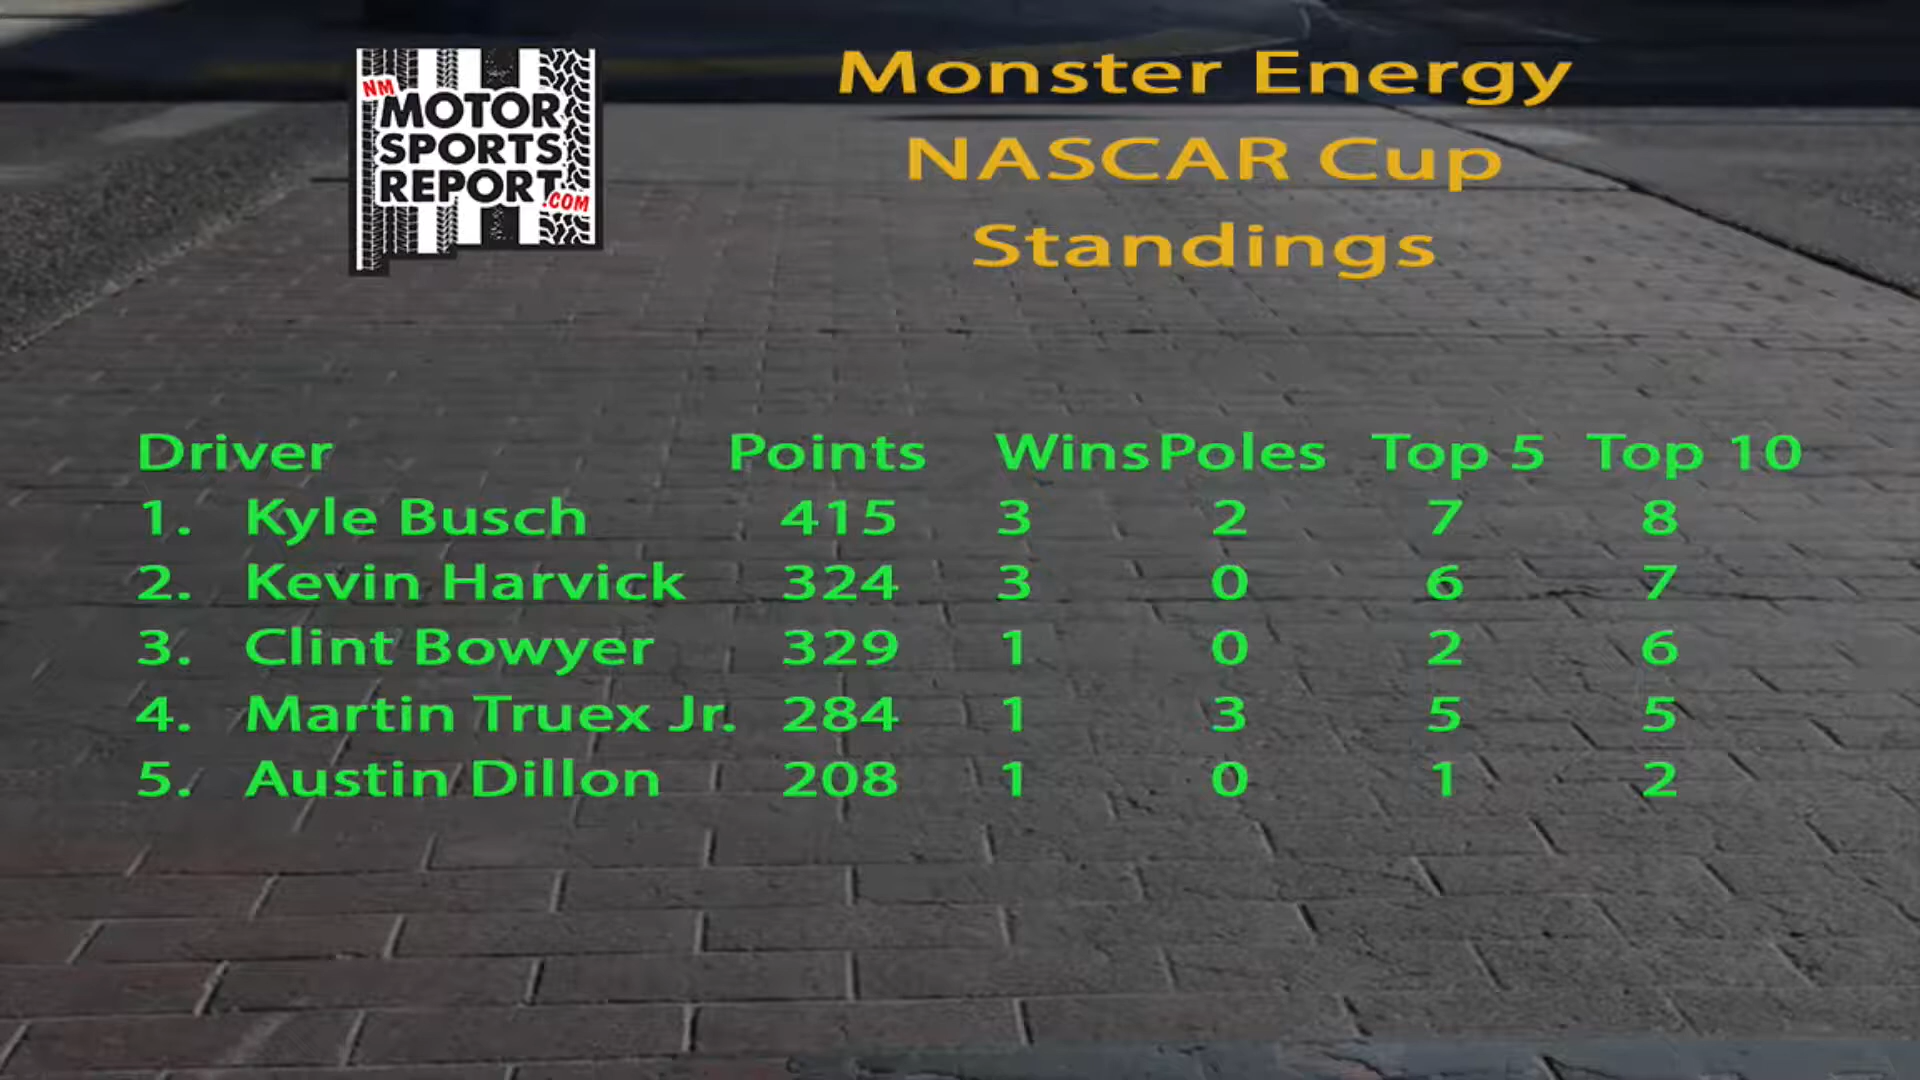 NM
MOTOR
SPORTS
REPORT
.COM
Monster Energy
NASCAR Cup
Standings
Driver Points Wins Poles Top 5 Top 10
1. Kyle Busch 415 3 2 7 8
2. Kevin Harvick 324 3 0 6 7
3. Clint Bowyer 329 1 0 2 6
4. Martin Truex Jr. 284 1 3 5 5
5. Austin Dillon 208 1 0 1 2